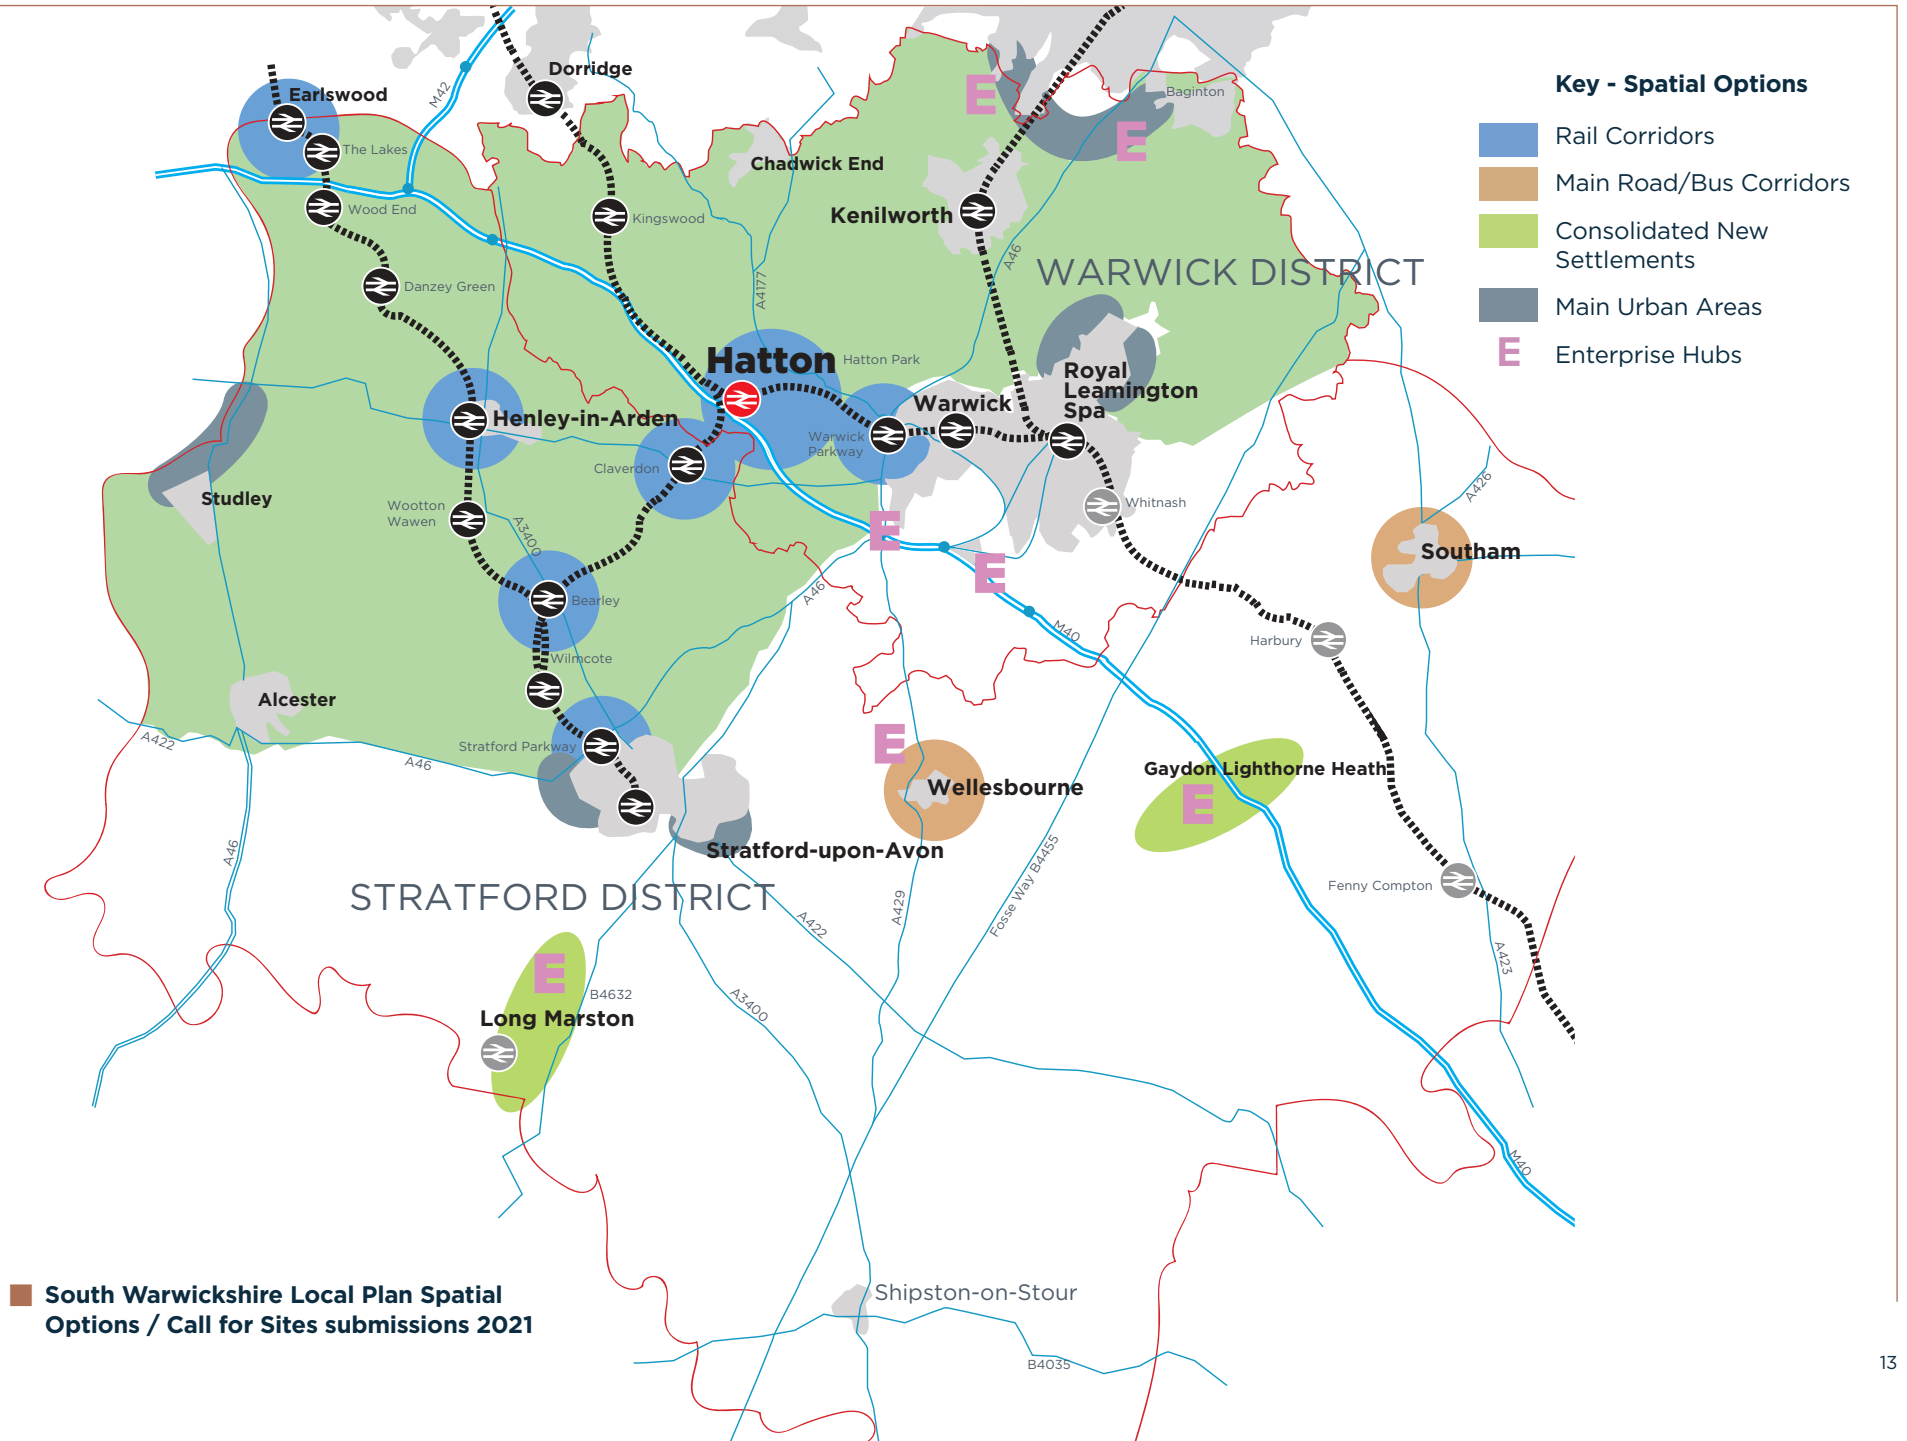 Dorridge
Earlswood
M42
The Lakes
Wood End
Danzey Green
Kingswood
Chadwick End
Kenilworth
Baginton
E
E
A46
A4177
WARWICK DISTRICT
Hatton
Hatton Park
Henley-in-Arden
Claverdon
Warwick
Parkway
Warwick
Royal
Leamington
Spa
Whitnash
Studley
Wootton
Wawen
A3400
Bearley
Wilmcote
A46
E
E
M40
Harbury
Southam
A426
Alcester
A422
A46
A46
Stratford Parkway
Stratford-upon-Avon
E
Wellesbourne
Gaydon Lighthorne Heath
E
Fosse Way B4455
A429
A422
Fenny Compton
A423
STRATFORD DISTRICT
E
Long Marston
B4632
A3400
M40
Shipston-on-Stour
B4035
Key - Spatial Options
Rail Corridors
Main Road/Bus Corridors
Consolidated New
Settlements
Main Urban Areas
E Enterprise Hubs
South Warwickshire Local Plan Spatial
Options / Call for Sites submissions 2021
13